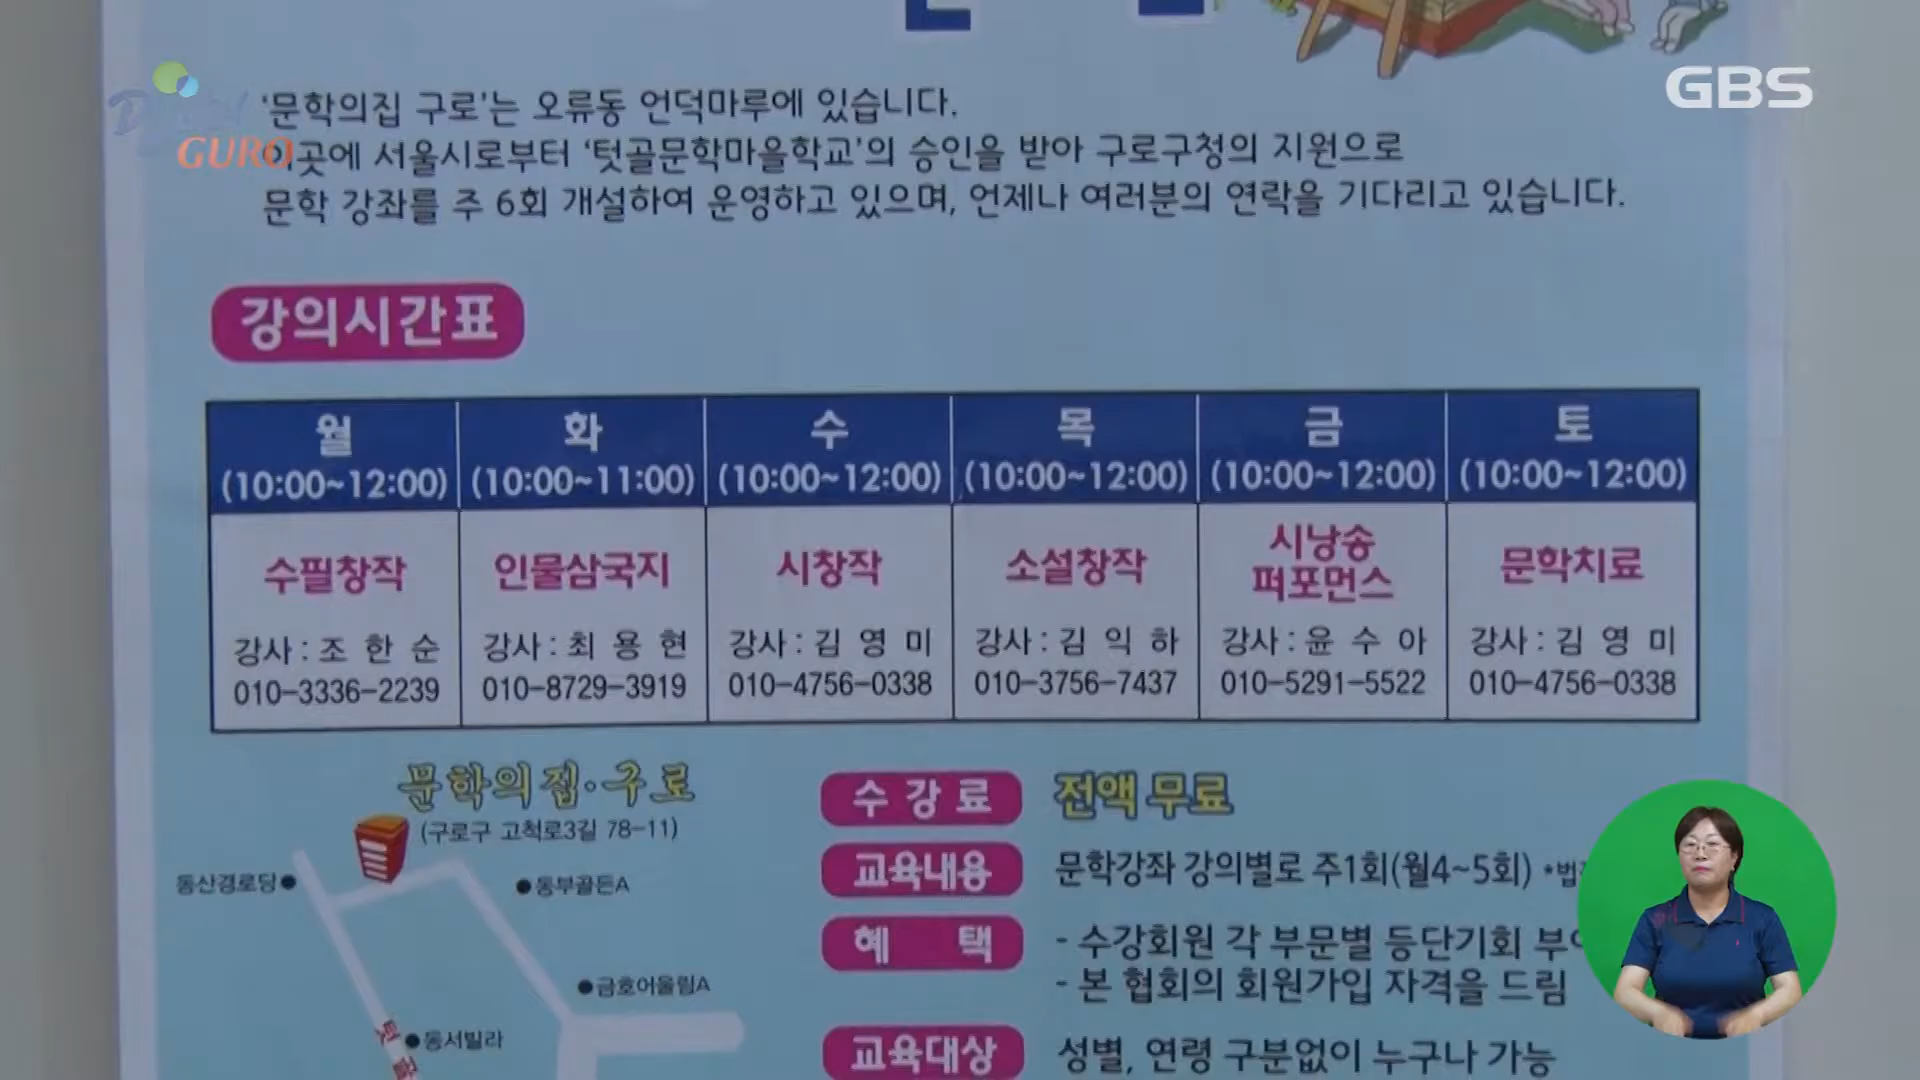 GBS
GURO
‘문학의집 구로’는 오류동 언덕마루에 있습니다.
이곳에 서울시로부터 ‘텃골문학마을학교’의 승인을 받아 구로구청의 지원으로
문학 강좌를 주 6회 개설하여 운영하고 있으며, 언제나 여러분의 연락을 기다리고 있습니다.
강의시간표
월 화 수 목 금 토
(10:00~12:00) (10:00~11:00) (10:00~12:00) (10:00~12:00) (10:00~12:00) (10:00~12:00)
수필창작 인물삼국지 시창작 소설창작 시낭송 퍼포먼스 문학치료
강사 : 조 한 순 강사 : 최 용 현 강사 : 김 영 미 강사 : 김 익 하 강사 : 윤 수 아 강사 : 김 영 미
010-3336-2239 010-8729-3919 010-4756-0338 010-3756-7437 010-5291-5522 010-4756-0338
문학의집·구로
(구로구 고척로3길 78-11)
동산경로당
동부골든A
금호어울림A
동서빌라
텃골
수 강 료 전액 무료
교육내용 문학강좌 강의별로 주1회(월4~5회)
혜 택 - 수강회원 각 부문별 등단기회
- 본 협회의 회원가입 자격을 드림
교육대상 성별, 연령 구분없이 누구나 가능